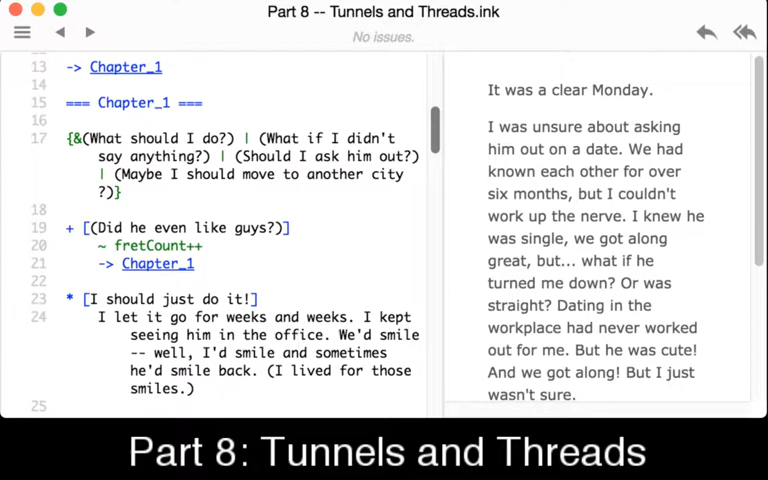 Part 8 -- Tunnels and Threads.ink
No issues.
13 -> Chapter_1
14
15 === Chapter_1 ===
16
17 {&(What should I do?) | (What if I didn't
say anything?) | (Should I ask him out?)
| (Maybe I should move to another city
?)}
18
19 + [(Did he even like guys?)]
20 ~ fretCount++
21 -> Chapter_1
22
23 * [I should just do it!]
24 I let it go for weeks and weeks. I kept
seeing him in the office. We'd smile
-- well, I'd smile and sometimes
he'd smile back. (I lived for those
smiles.)
25
It was a clear Monday.
I was unsure about asking
him out on a date. We had
known each other for over
six months, but I couldn't
work up the nerve. I knew he
was single, we got along
great, but... what if he
turned me down? Or was
straight? Dating in the
workplace had never worked
out for me. But he was cute!
And we got along! But I just
wasn't sure.
Part 8: Tunnels and Threads